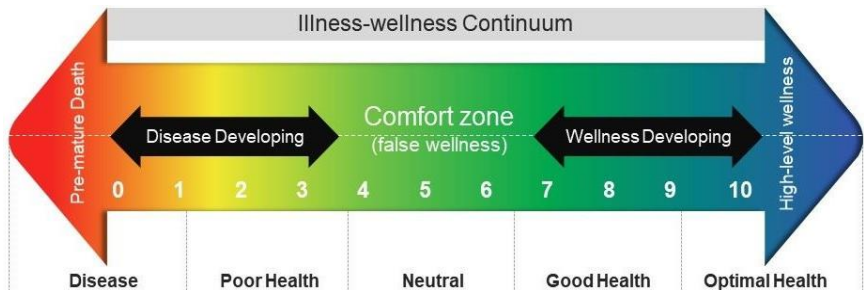 Illness-wellness Continuum
Pre-mature Death
Disease Developing
Comfort zone
(false wellness)
Wellness Developing
High-level wellness
0 1 2 3 4 5 6 7 8 9 10
Disease Poor Health Neutral Good Health Optimal Health